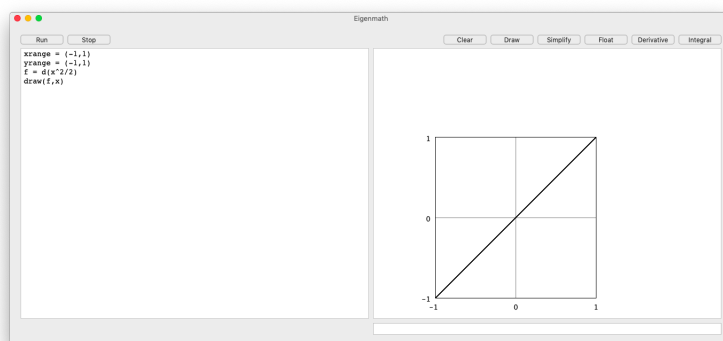 Eigenmath
Run Stop Clear Draw Simplify Float Derivative Integral
xrange = (-1,1)
yrange = (-1,1)
f = d(x^2/2)
draw(f,x)
1
0
-1
-1 0 1